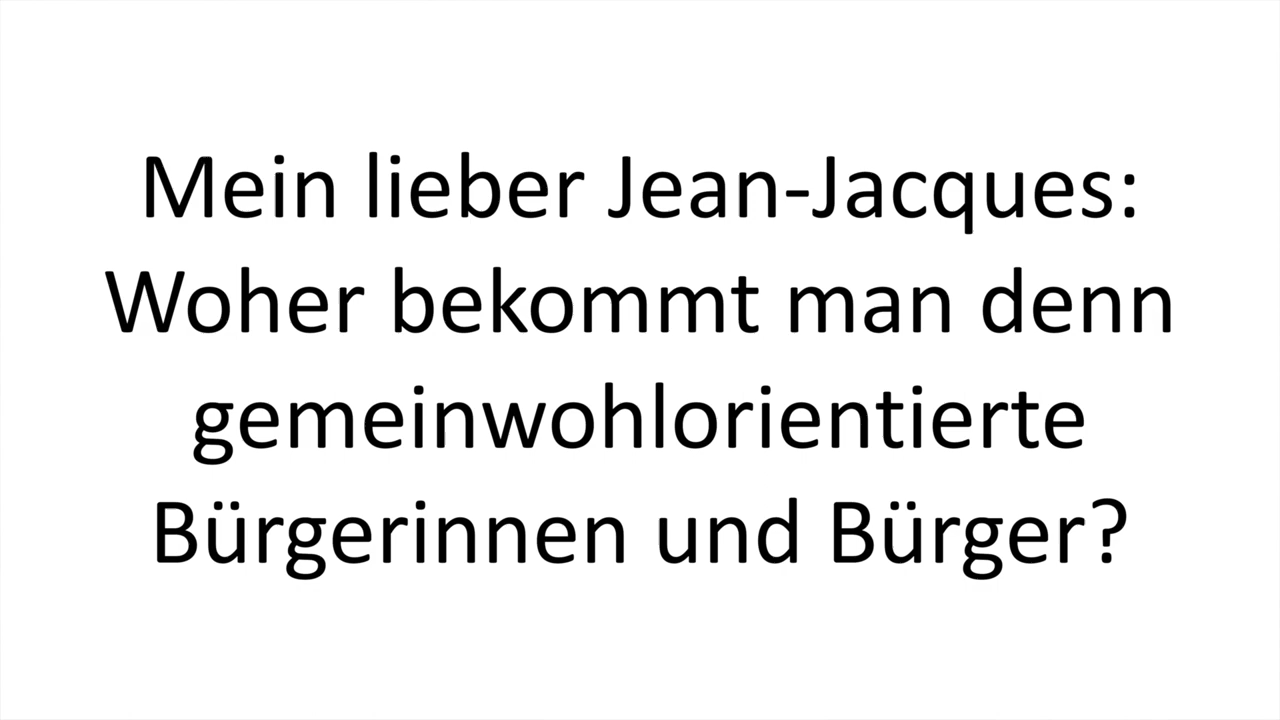 Mein lieber Jean-Jacques:
Woher bekommt man denn
gemeinwohlorientierte
Bürgerinnen und Bürger?